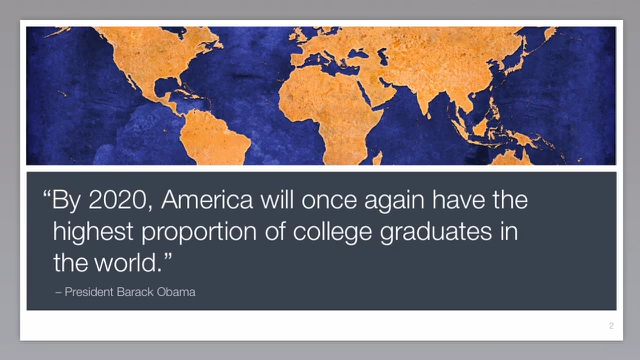 “By 2020, America will once again have the
highest proportion of college graduates in
the world.”
– President Barack Obama
2